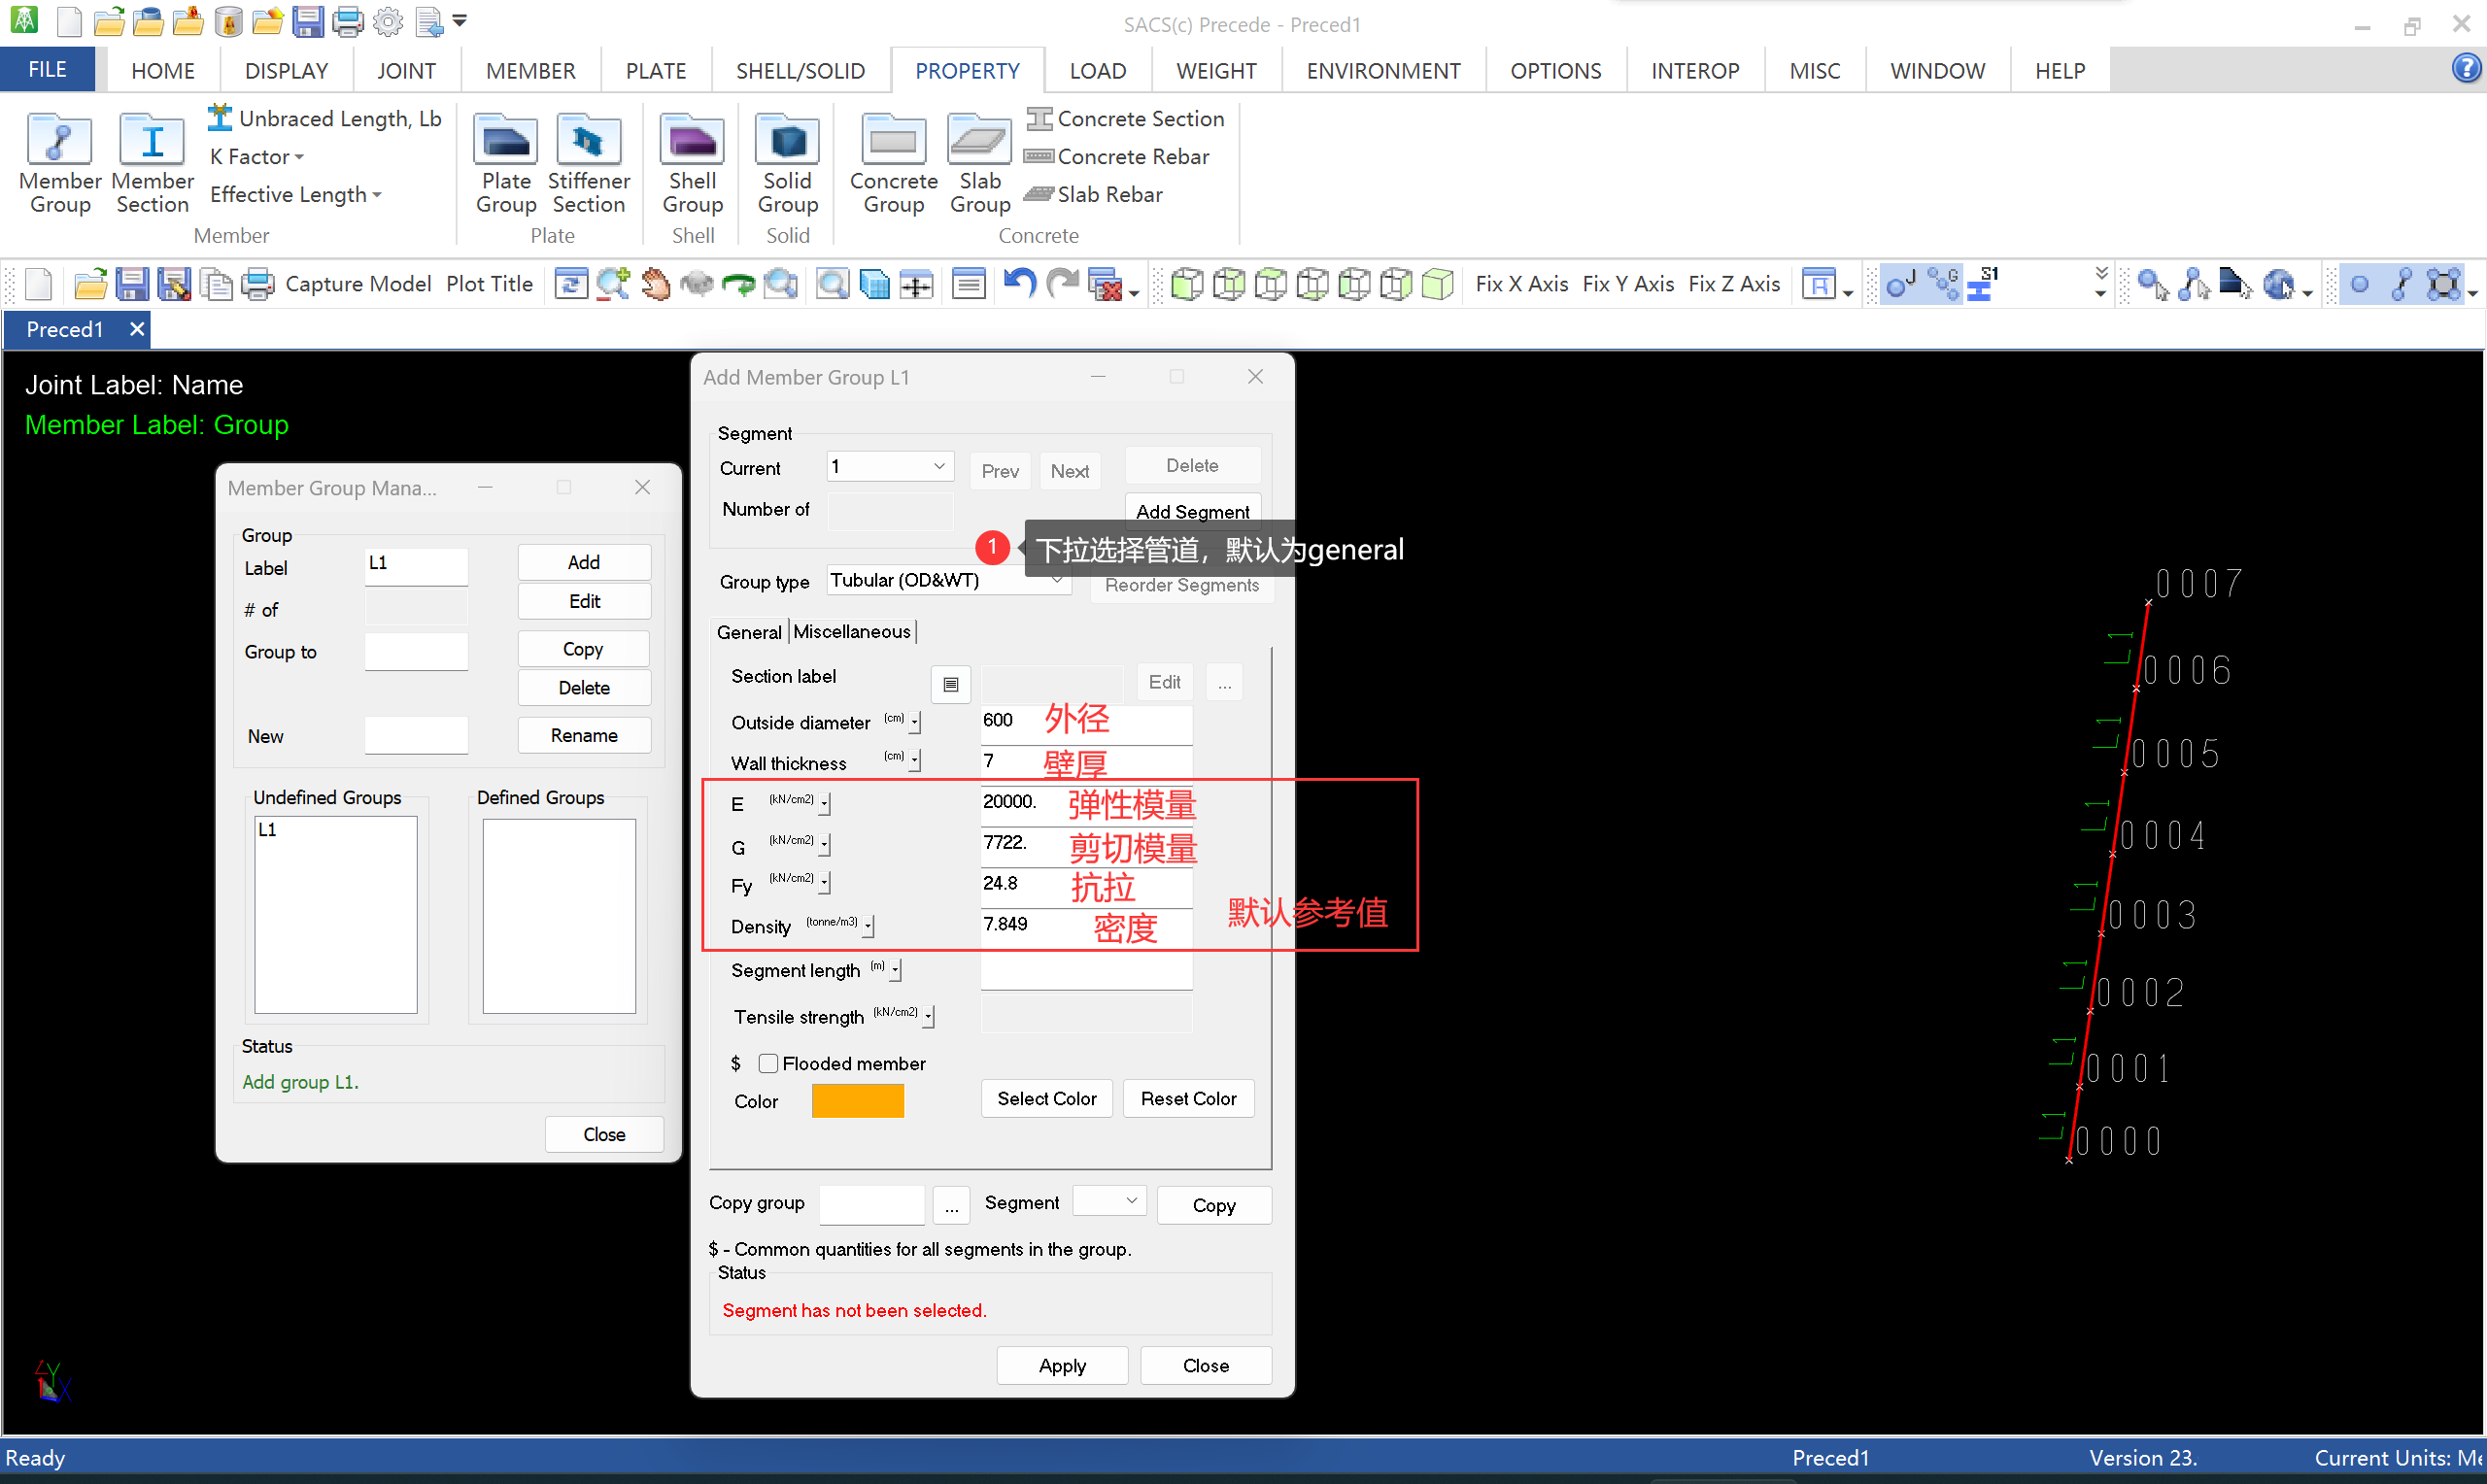 SACS(c) Precede - Preced1
FILE HOME DISPLAY JOINT MEMBER PLATE SHELL/SOLID PROPERTY LOAD WEIGHT ENVIRONMENT OPTIONS INTEROP MISC WINDOW HELP
Member Group
Member Section
Unbraced Length, Lb
K Factor
Effective Length
Member
Plate Group
Stiffener Section
Plate
Shell Group
Shell
Solid Group
Solid
Concrete Group
Slab Group
Concrete Section
Concrete Rebar
Slab Rebar
Concrete
Capture Model Plot Title Fix X Axis Fix Y Axis Fix Z Axis
Preced1
Joint Label: Name
Member Label: Group
Member Group Mana...
Group
Label L1 Add
# of Edit
Group to Copy
Delete
New Rename
Undefined Groups Defined Groups
L1
Status
Add group L1.
Close
Add Member Group L1
Segment
Current 1 Prev Next Delete
Number of Add Segment
1 下拉选择管道，默认为general
Group type Tubular (OD&WT) Reorder Segments
General Miscellaneous
Section label Edit ...
Outside diameter (cm) 600 外径
Wall thickness (cm) 7 壁厚
E (kN/cm2) 20000. 弹性模量
G (kN/cm2) 7722. 剪切模量
Fy (kN/cm2) 24.8 抗拉
Density (tonne/m3) 7.849 密度
默认参考值
Segment length (m)
Tensile strength (kN/cm2)
$ Flooded member
Color Select Color Reset Color
Copy group ... Segment Copy
$ - Common quantities for all segments in the group.
Status
Segment has not been selected.
Apply Close
0007
L1
0006
L1
0005
L1
0004
L1
0003
L1
0002
L1
0001
L1
0000
Ready Preced1 Version 23. Current Units: Me